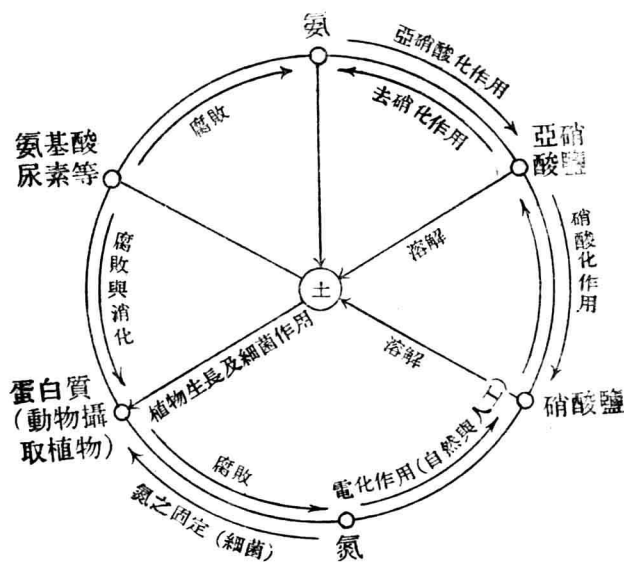 氨
亞硝酸化作用
去硝化作用
腐敗
氨基酸
尿素等
亞硝
酸鹽
溶解
硝酸化作用
腐敗與消化
土
植物生長及細菌作用
溶解
蛋白質
(動物攝
取植物)
硝酸鹽
腐敗
電化作用(自然與人工)
氮之固定(細菌)
氮